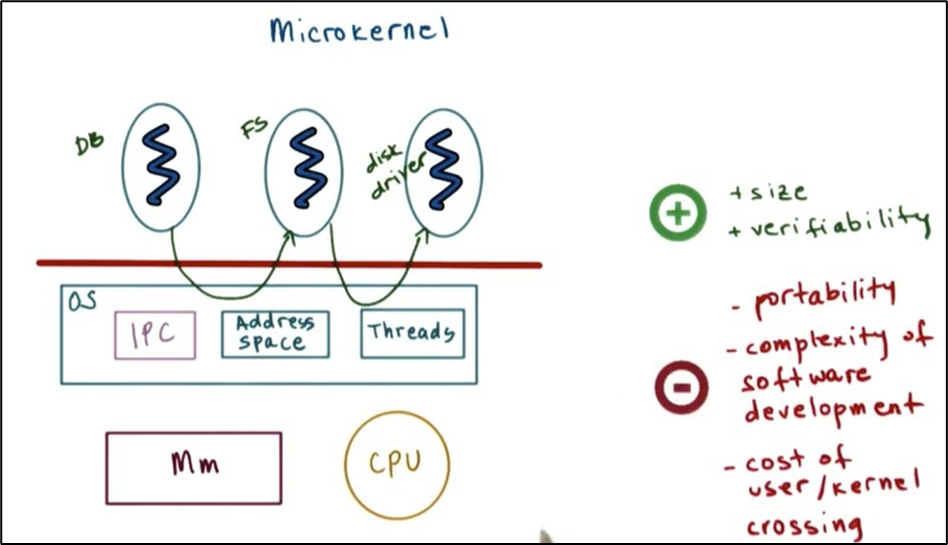 Microkernel
DB
FS
disk
driver
OS
IPC
Address
space
Threads
Mm
CPU
+ size
+ verifiability
- portability
- complexity of
software
development
- cost of
user/kernel
crossing